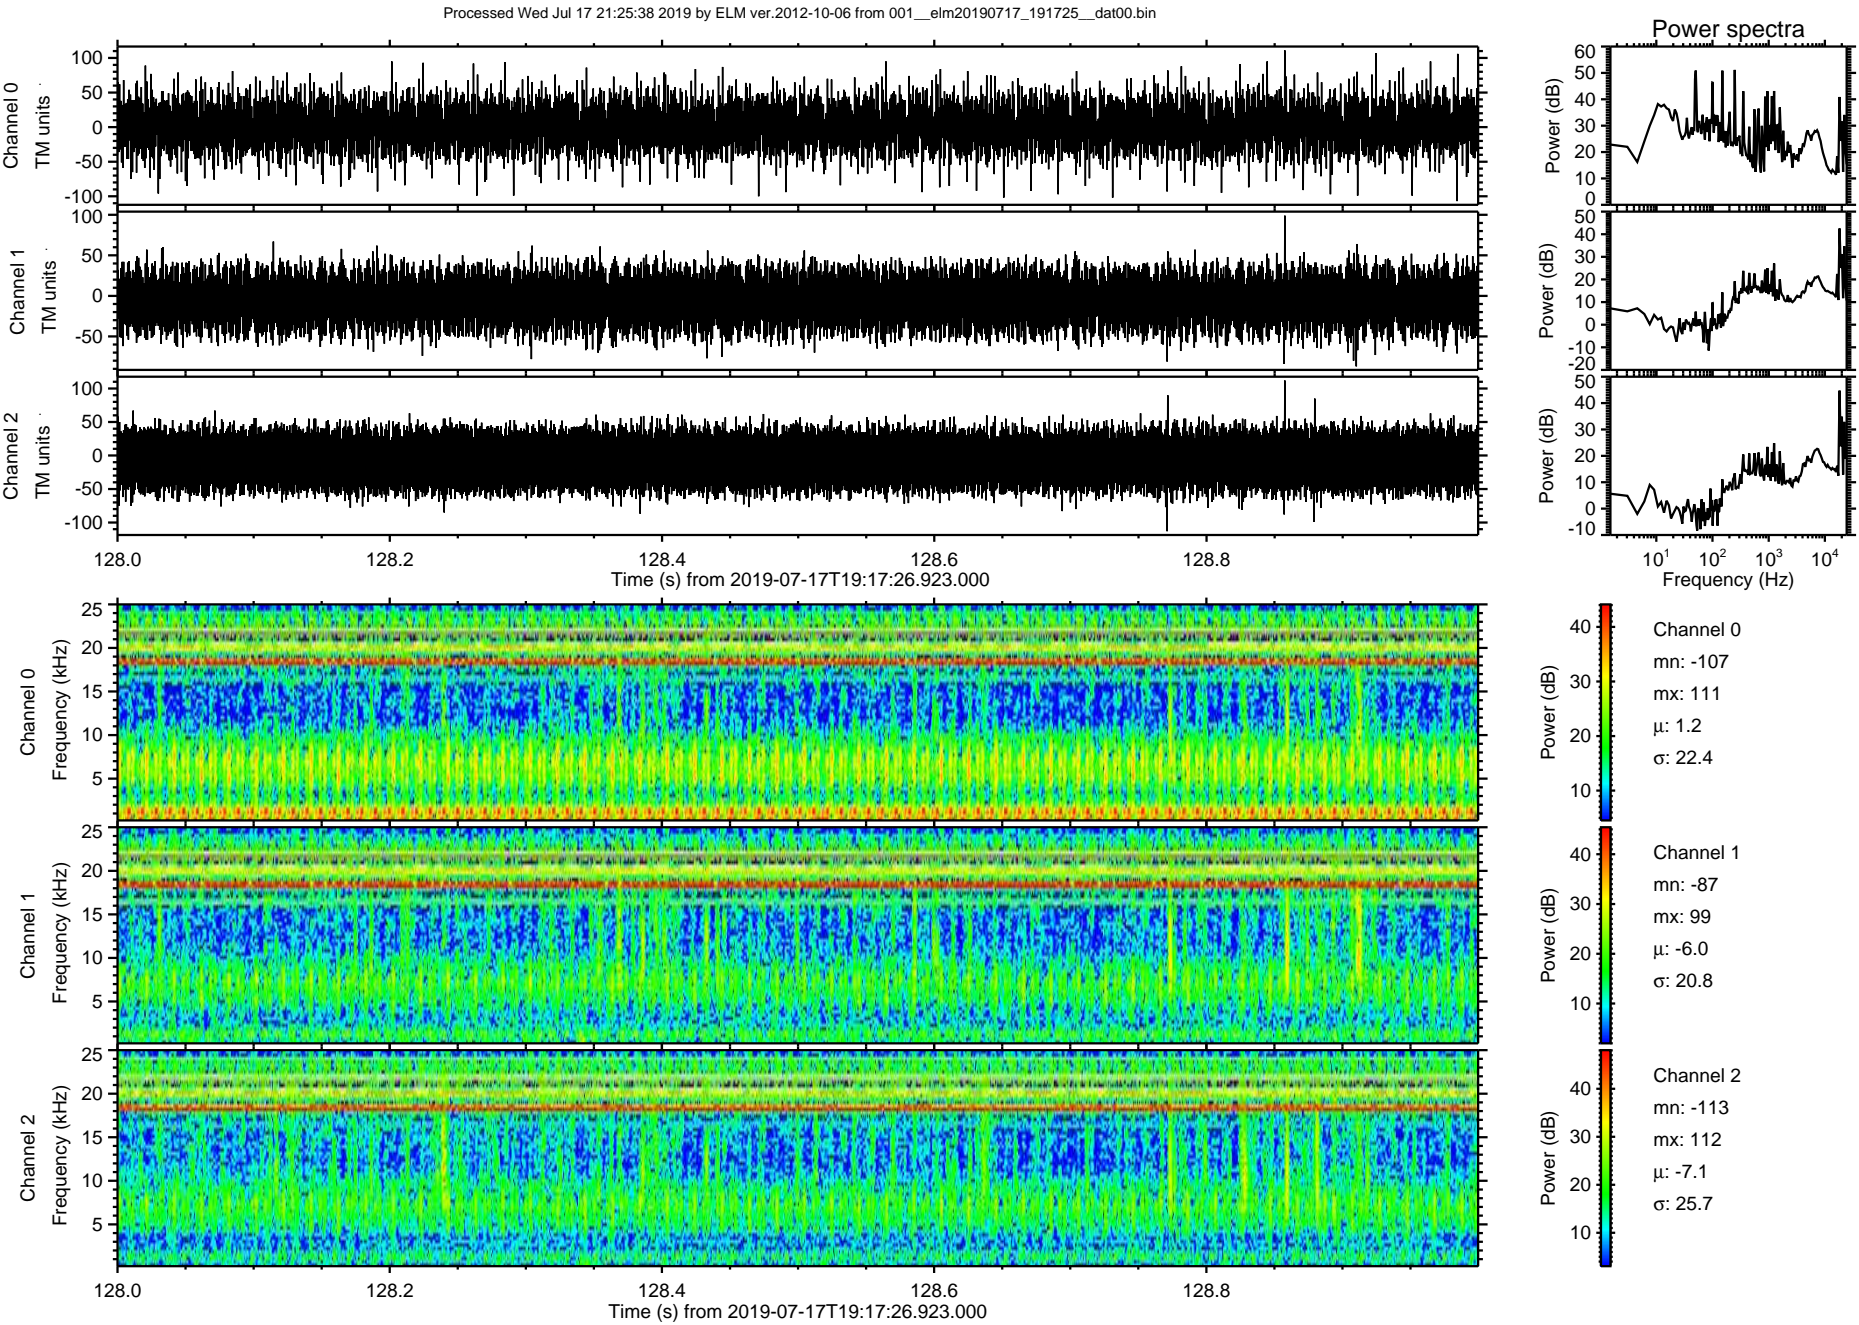 Processed Wed Jul 17 21:25:38 2019 by ELM ver.2012-10-06 from 001__elm20190717_191725__dat00.bin
Power spectra
Channel 0
TM units
100
50
0
-50
-100
Power (dB)
60
50
40
30
20
10
0
Channel 1
TM units
100
50
0
-50
Power (dB)
50
40
30
20
10
0
-10
-20
Channel 2
TM units
100
50
0
-50
-100
Power (dB)
50
40
30
20
10
0
-10
128.0 128.2 128.4 128.6 128.8
Time (s) from 2019-07-17T19:17:26.923.000
10¹ 10² 10³ 10⁴
Frequency (Hz)
Channel 0
Frequency (kHz)
25
20
15
10
5
Power (dB)
40
30
20
10
Channel 0
mn: -107
mx: 111
μ: 1.2
σ: 22.4
Channel 1
Frequency (kHz)
25
20
15
10
5
Power (dB)
40
30
20
10
Channel 1
mn: -87
mx: 99
μ: -6.0
σ: 20.8
Channel 2
Frequency (kHz)
25
20
15
10
5
Power (dB)
40
30
20
10
Channel 2
mn: -113
mx: 112
μ: -7.1
σ: 25.7
128.0 128.2 128.4 128.6 128.8
Time (s) from 2019-07-17T19:17:26.923.000